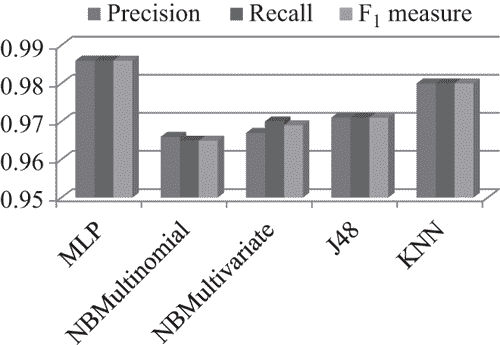 Precision Recall F₁ measure
0.99
0.98
0.97
0.96
0.95
MLP
NBMultinomial
NBMultivariate
J48
KNN